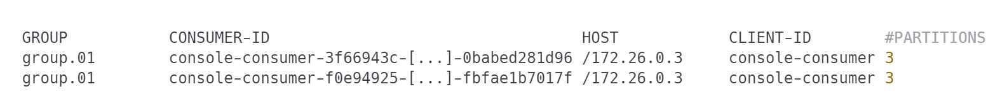 GROUP CONSUMER-ID HOST CLIENT-ID #PARTITIONS
group.01 console-consumer-3f66943c-[...]-0babed281d96 /172.26.0.3 console-consumer 3
group.01 console-consumer-f0e94925-[...]-fbfae1b7017f /172.26.0.3 console-consumer 3